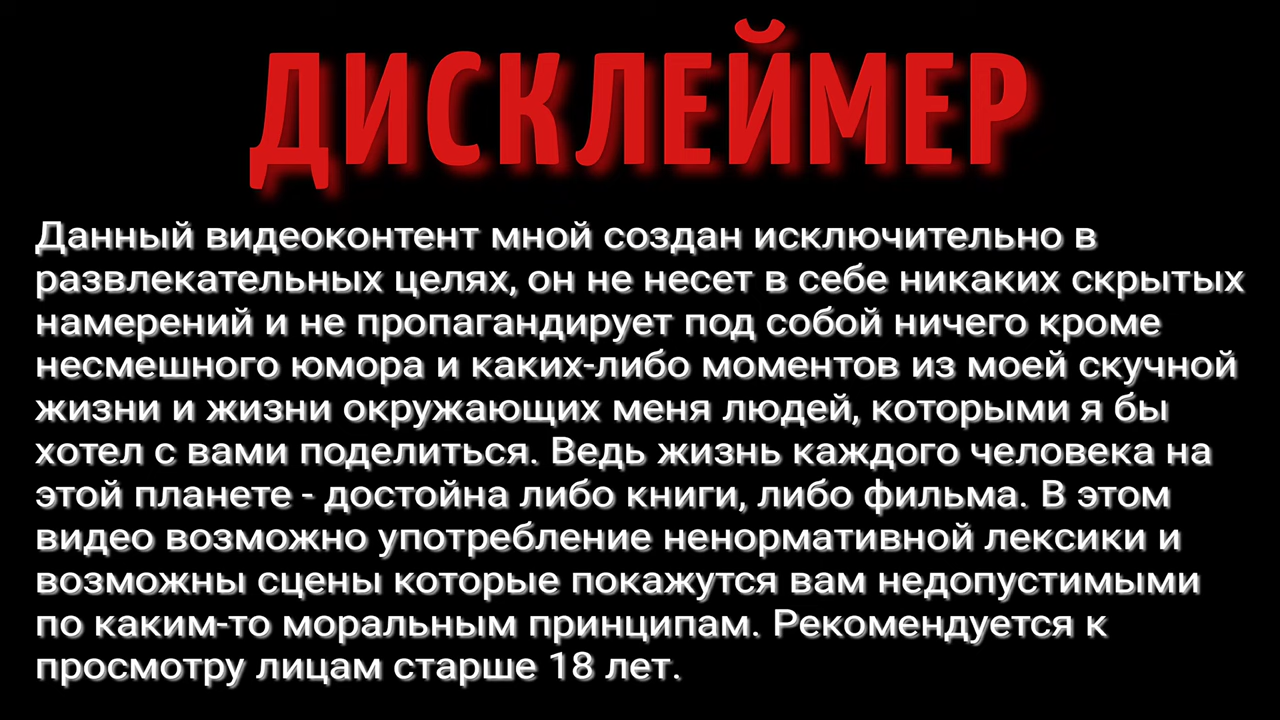 ДИСКЛЕЙМЕР
Данный видеоконтент мной создан исключительно в
развлекательных целях, он не несет в себе никаких скрытых
намерений и не пропагандирует под собой ничего кроме
несмешного юмора и каких-либо моментов из моей скучной
жизни и жизни окружающих меня людей, которыми я бы
хотел с вами поделиться. Ведь жизнь каждого человека на
этой планете - достойна либо книги, либо фильма. В этом
видео возможно употребление ненормативной лексики и
возможны сцены которые покажутся вам недопустимыми
по каким-то моральным принципам. Рекомендуется к
просмотру лицам старше 18 лет.